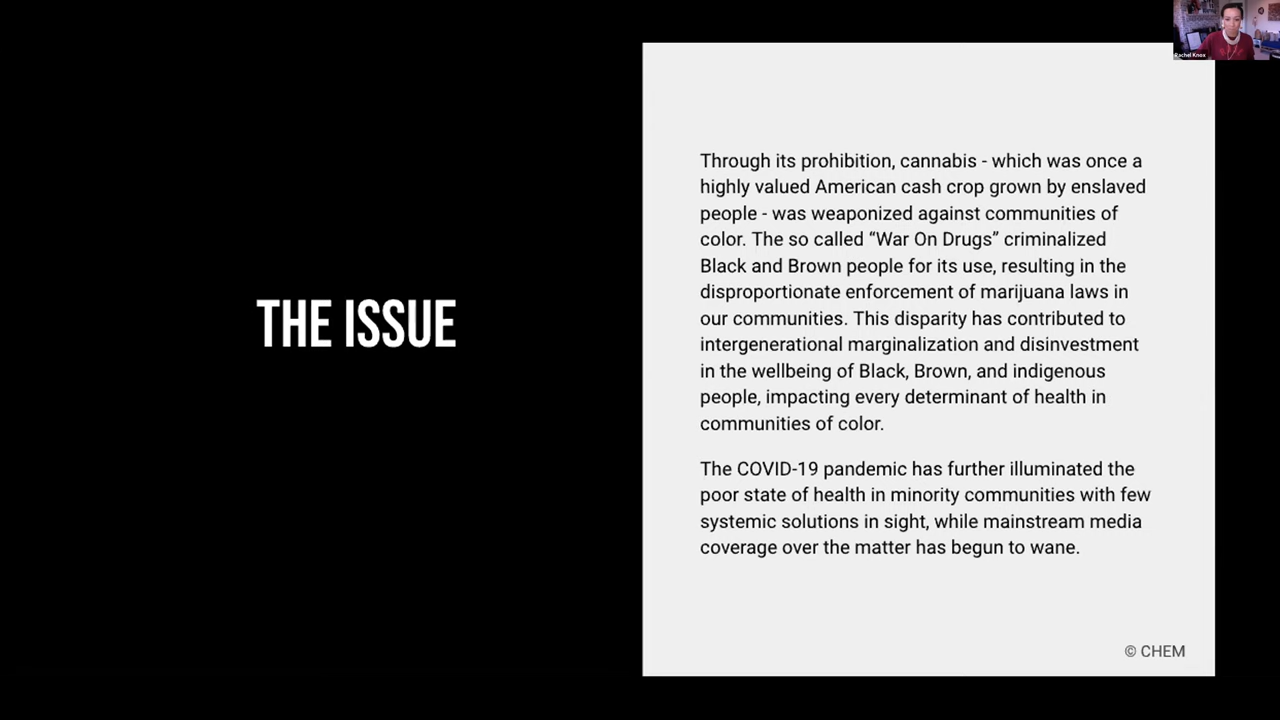 Rachel Knox
THE ISSUE
Through its prohibition, cannabis - which was once a
highly valued American cash crop grown by enslaved
people - was weaponized against communities of
color. The so called “War On Drugs” criminalized
Black and Brown people for its use, resulting in the
disproportionate enforcement of marijuana laws in
our communities. This disparity has contributed to
intergenerational marginalization and disinvestment
in the wellbeing of Black, Brown, and indigenous
people, impacting every determinant of health in
communities of color.
The COVID-19 pandemic has further illuminated the
poor state of health in minority communities with few
systemic solutions in sight, while mainstream media
coverage over the matter has begun to wane.
© CHEM